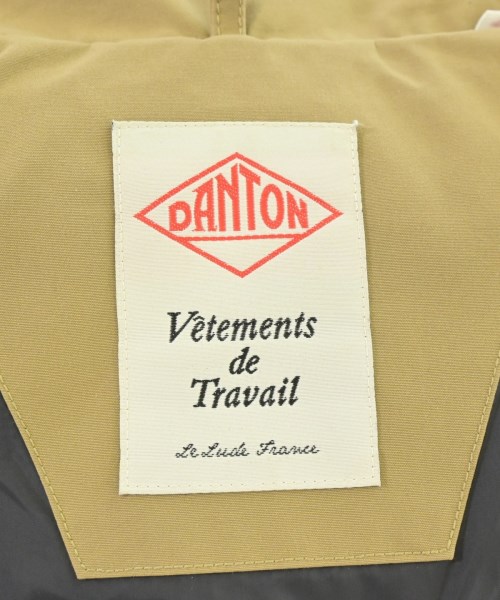 DANTON
Vêtements
de
Travail
Le Lude France